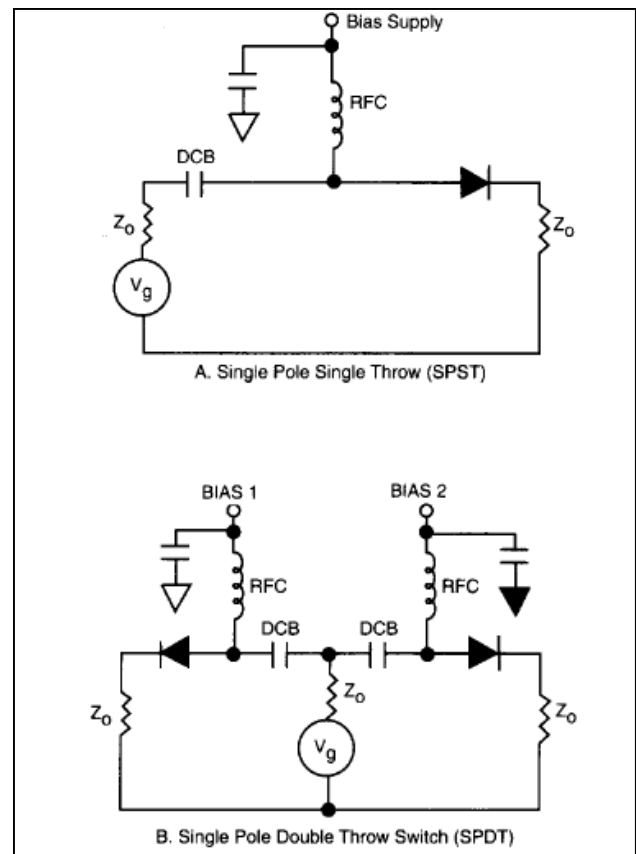 Bias Supply
RFC
DCB
Zo
Vg
Zo
A. Single Pole Single Throw (SPST)
BIAS 1
BIAS 2
RFC
RFC
DCB
DCB
Zo
Zo
Zo
Vg
B. Single Pole Double Throw Switch (SPDT)